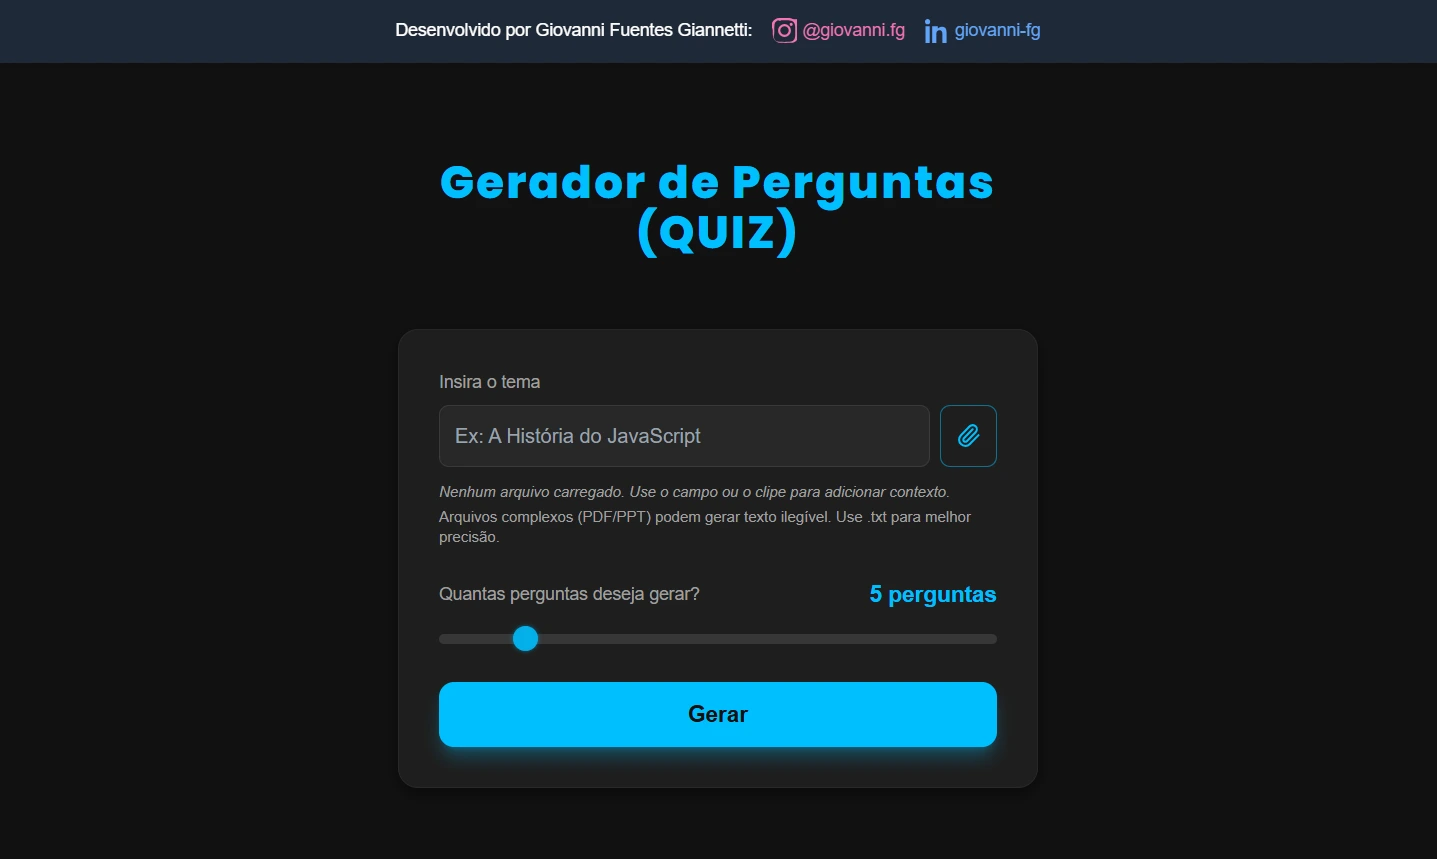 Desenvolvido por Giovanni Fuentes Giannetti: @giovanni.fg in giovanni-fg
Gerador de Perguntas
(QUIZ)
Insira o tema
Ex: A História do JavaScript
Nenhum arquivo carregado. Use o campo ou o clipe para adicionar contexto.
Arquivos complexos (PDF/PPT) podem gerar texto ilegível. Use .txt para melhor
precisão.
Quantas perguntas deseja gerar? 5 perguntas
Gerar